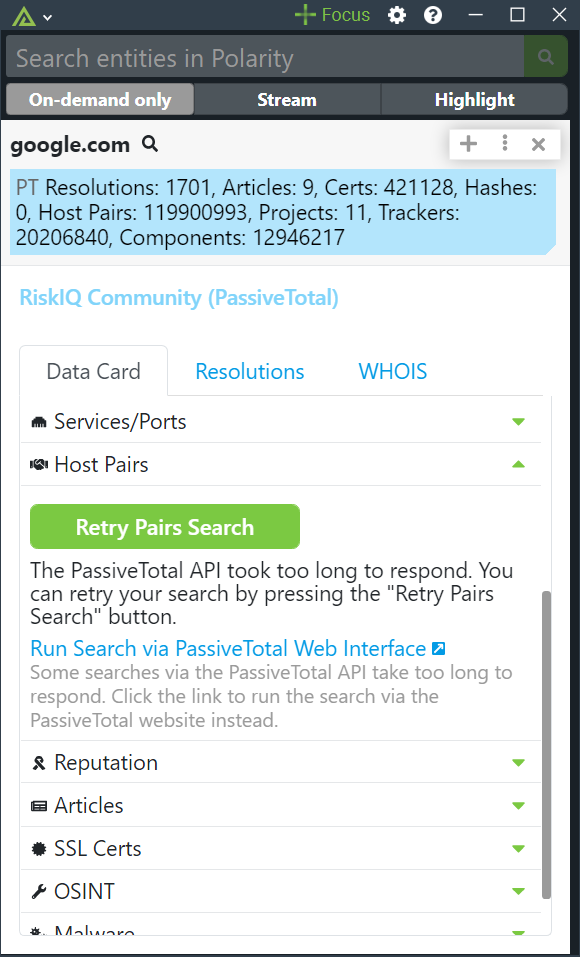 Focus
Search entities in Polarity
On-demand only
Stream
Highlight
google.com
PT Resolutions: 1701, Articles: 9, Certs: 421128, Hashes:
0, Host Pairs: 119900993, Projects: 11, Trackers:
20206840, Components: 12946217
RiskIQ Community (PassiveTotal)
Data Card
Resolutions
WHOIS
Services/Ports
Host Pairs
Retry Pairs Search
The PassiveTotal API took too long to respond. You
can retry your search by pressing the "Retry Pairs
Search" button.
Run Search via PassiveTotal Web Interface
Some searches via the PassiveTotal API take too long to
respond. Click the link to run the search via the
PassiveTotal website instead.
Reputation
Articles
SSL Certs
OSINT
Malware